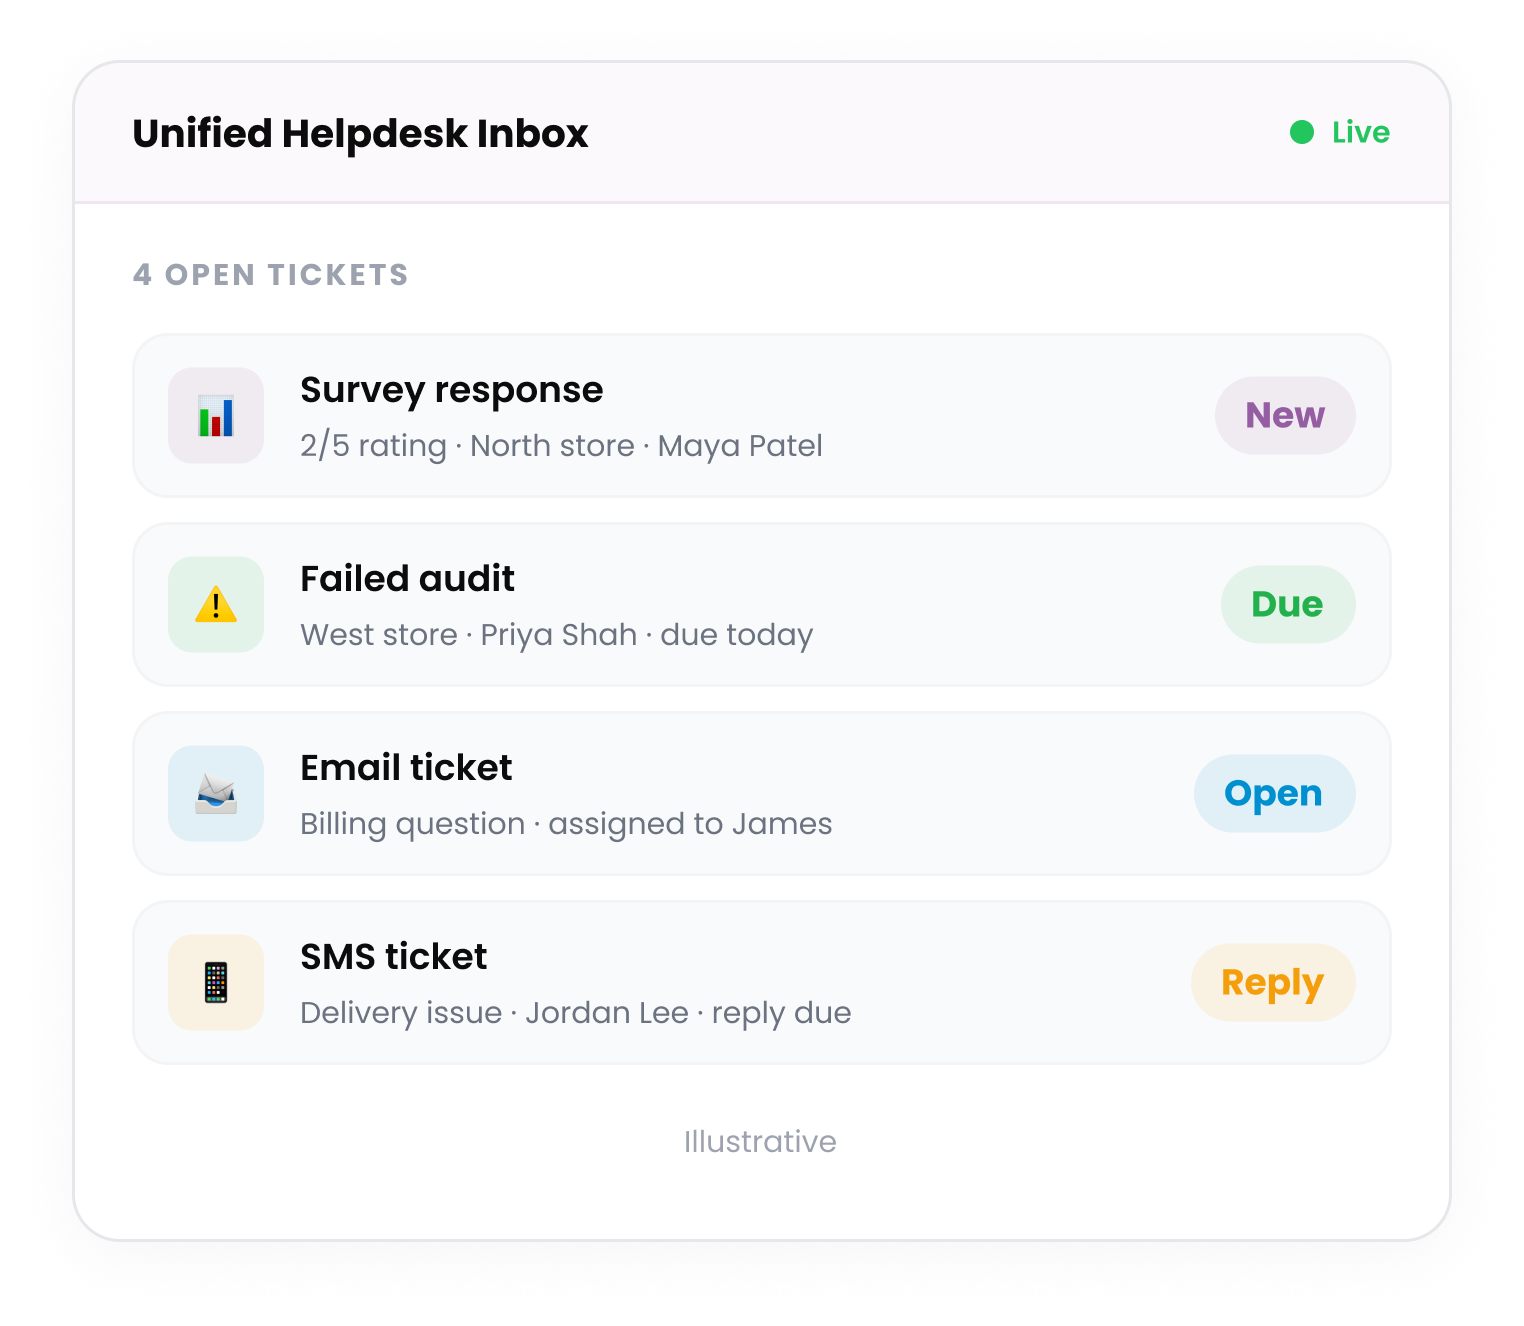 Unified Helpdesk Inbox
Live
4 OPEN TICKETS
Survey response
2/5 rating · North store · Maya Patel
New
Failed audit
West store · Priya Shah · due today
Due
Email ticket
Billing question · assigned to James
Open
SMS ticket
Delivery issue · Jordan Lee · reply due
Reply
Illustrative